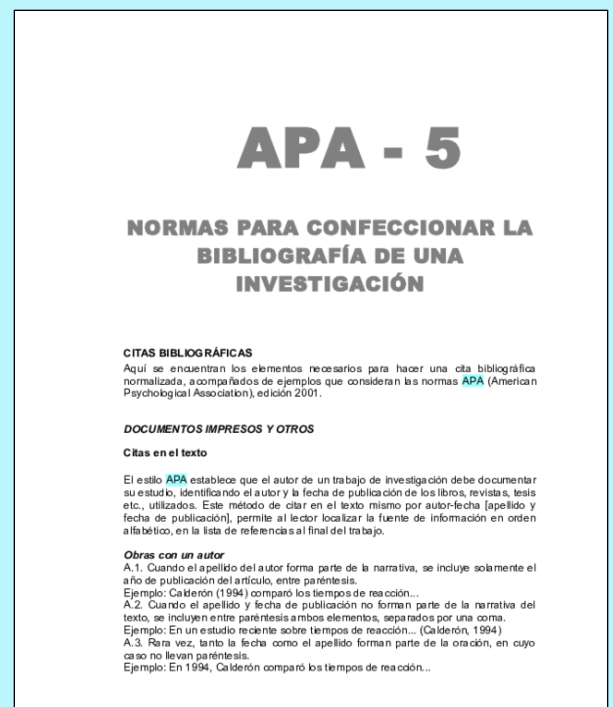 APA - 5
NORMAS PARA CONFECCIONAR LA
BIBLIOGRAFÍA DE UNA
INVESTIGACIÓN
CITAS BIBLIOGRÁFICAS
Aquí se encuentran los elementos necesarios para hacer una cita bibliográfica
normalizada, acompañados de ejemplos que consideran las normas APA (American
Psychological Association), edición 2001.
DOCUMENTOS IMPRESOS Y OTROS
Citas en el texto
El estilo APA establece que el autor de un trabajo de investigación debe documentar
su estudio, identificando el autor y la fecha de publicación de los libros, revistas, tesis
etc., utilizados. Este método de citar en el texto mismo por autor-fecha [apellido y
fecha de publicación], permite al lector localizar la fuente de información en orden
alfabético, en la lista de referencias al final del trabajo.
Obras con un autor
A.1. Cuando el apellido del autor forma parte de la narrativa, se incluye solamente el
año de publicación del artículo, entre paréntesis.
Ejemplo: Calderón (1994) comparó los tiempos de reacción...
A.2. Cuando el apellido y fecha de publicación no forman parte de la narrativa del
texto, se incluyen entre paréntesis ambos elementos, separados por una coma.
Ejemplo: En un estudio reciente sobre tiempos de reacción... (Calderón, 1994)
A.3. Rara vez, tanto la fecha como el apellido forman parte de la oración, en cuyo
caso no llevan paréntesis.
Ejemplo: En 1994, Calderón comparó los tiempos de reacción...